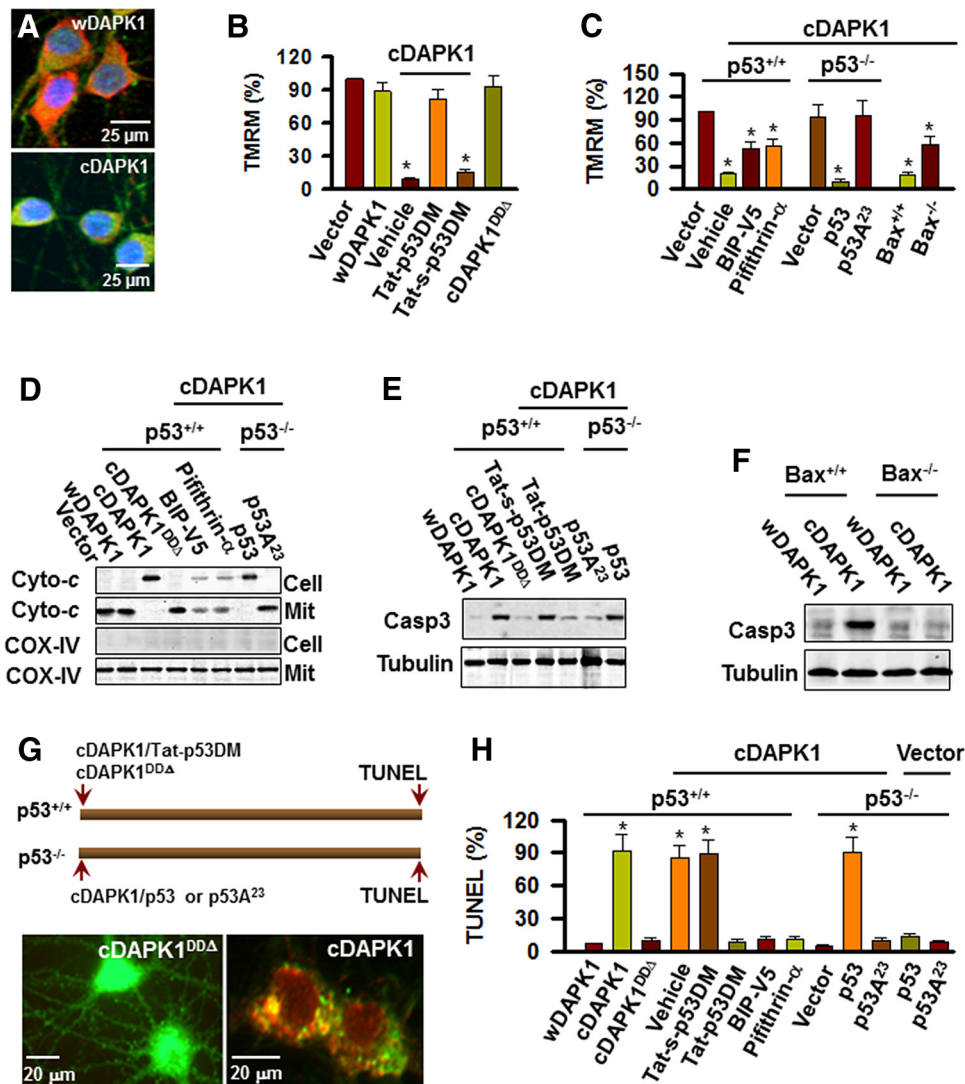 A
wDAPK1
25 µm
cDAPK1
25 µm
B
cDAPK1
TMRM (%)
120
90
60
30
0
Vector
wDAPK1
Vehicle
Tat-p53DM
Tat-s-p53DM
cDAPK1DDΔ
* *
C
cDAPK1
p53+/+ p53-/-
TMRM (%)
150
120
90
60
30
0
* * * * * *
Vector
Vehicle
BIP-V5
Pifithrin-α
Vector
p53
p53A23
Bax+/+
Bax-/-
D
cDAPK1
p53+/+ p53-/-
Vector
wDAPK1
cDAPK1
cDAPK1DDΔ
BIP-V5
Pifithrin-α
p53
p53A23
Cyto-c Cell
Cyto-c Mit
COX-IV Cell
COX-IV Mit
E
cDAPK1
p53+/+ p53-/-
wDAPK1
cDAPK1
cDAPK1DDΔ
Tat-s-p53DM
Tat-p53DM
p53A23
p53
Casp3
Tubulin
F
Bax+/+ Bax-/-
wDAPK1
cDAPK1
wDAPK1
cDAPK1
Casp3
Tubulin
G
cDAPK1/Tat-p53DM
cDAPK1DDΔ TUNEL
p53+/+
p53-/-
cDAPK1/p53 or p53A23 TUNEL
cDAPK1DDΔ
20 µm
cDAPK1
20 µm
H
cDAPK1 Vector
p53+/+ p53-/-
TUNEL (%)
120
90
60
30
0
* * * *
wDAPK1
cDAPK1
cDAPK1DDΔ
Vehicle
Tat-s-p53DM
Tat-p53DM
BIP-V5
Pifithrin-α
Vector
p53
p53A23
p53
p53A23